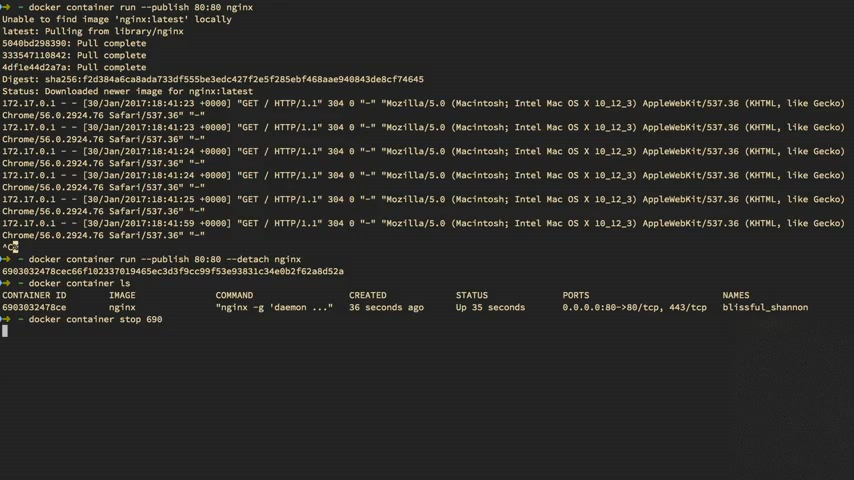 → ~ docker container run --publish 80:80 nginx
Unable to find image 'nginx:latest' locally
latest: Pulling from library/nginx
5040bd298390: Pull complete
333547110842: Pull complete
4df1e44d2a7a: Pull complete
Digest: sha256:f2d384a6ca8ada733df555be3edc427f2e5f285ebf468aae940843de8cf74645
Status: Downloaded newer image for nginx:latest
172.17.0.1 - - [30/Jan/2017:18:41:23 +0000] "GET / HTTP/1.1" 304 0 "-" "Mozilla/5.0 (Macintosh; Intel Mac OS X 10_12_3) AppleWebKit/537.36 (KHTML, like Gecko)
Chrome/56.0.2924.76 Safari/537.36" "-"
172.17.0.1 - - [30/Jan/2017:18:41:23 +0000] "GET / HTTP/1.1" 304 0 "-" "Mozilla/5.0 (Macintosh; Intel Mac OS X 10_12_3) AppleWebKit/537.36 (KHTML, like Gecko)
Chrome/56.0.2924.76 Safari/537.36" "-"
172.17.0.1 - - [30/Jan/2017:18:41:24 +0000] "GET / HTTP/1.1" 304 0 "-" "Mozilla/5.0 (Macintosh; Intel Mac OS X 10_12_3) AppleWebKit/537.36 (KHTML, like Gecko)
Chrome/56.0.2924.76 Safari/537.36" "-"
172.17.0.1 - - [30/Jan/2017:18:41:24 +0000] "GET / HTTP/1.1" 304 0 "-" "Mozilla/5.0 (Macintosh; Intel Mac OS X 10_12_3) AppleWebKit/537.36 (KHTML, like Gecko)
Chrome/56.0.2924.76 Safari/537.36" "-"
172.17.0.1 - - [30/Jan/2017:18:41:25 +0000] "GET / HTTP/1.1" 304 0 "-" "Mozilla/5.0 (Macintosh; Intel Mac OS X 10_12_3) AppleWebKit/537.36 (KHTML, like Gecko)
Chrome/56.0.2924.76 Safari/537.36" "-"
172.17.0.1 - - [30/Jan/2017:18:41:59 +0000] "GET / HTTP/1.1" 304 0 "-" "Mozilla/5.0 (Macintosh; Intel Mac OS X 10_12_3) AppleWebKit/537.36 (KHTML, like Gecko)
Chrome/56.0.2924.76 Safari/537.36" "-"
^C%
→ ~ docker container run --publish 80:80 --detach nginx
6903032478cec66f102337019465ec3d3f9cc99f53e93831c34e0b2f62a8d52a
→ ~ docker container ls
CONTAINER ID IMAGE COMMAND CREATED STATUS PORTS NAMES
6903032478ce nginx "nginx -g 'daemon ..." 36 seconds ago Up 35 seconds 0.0.0.0:80->80/tcp, 443/tcp blissful_shannon
→ ~ docker container stop 690